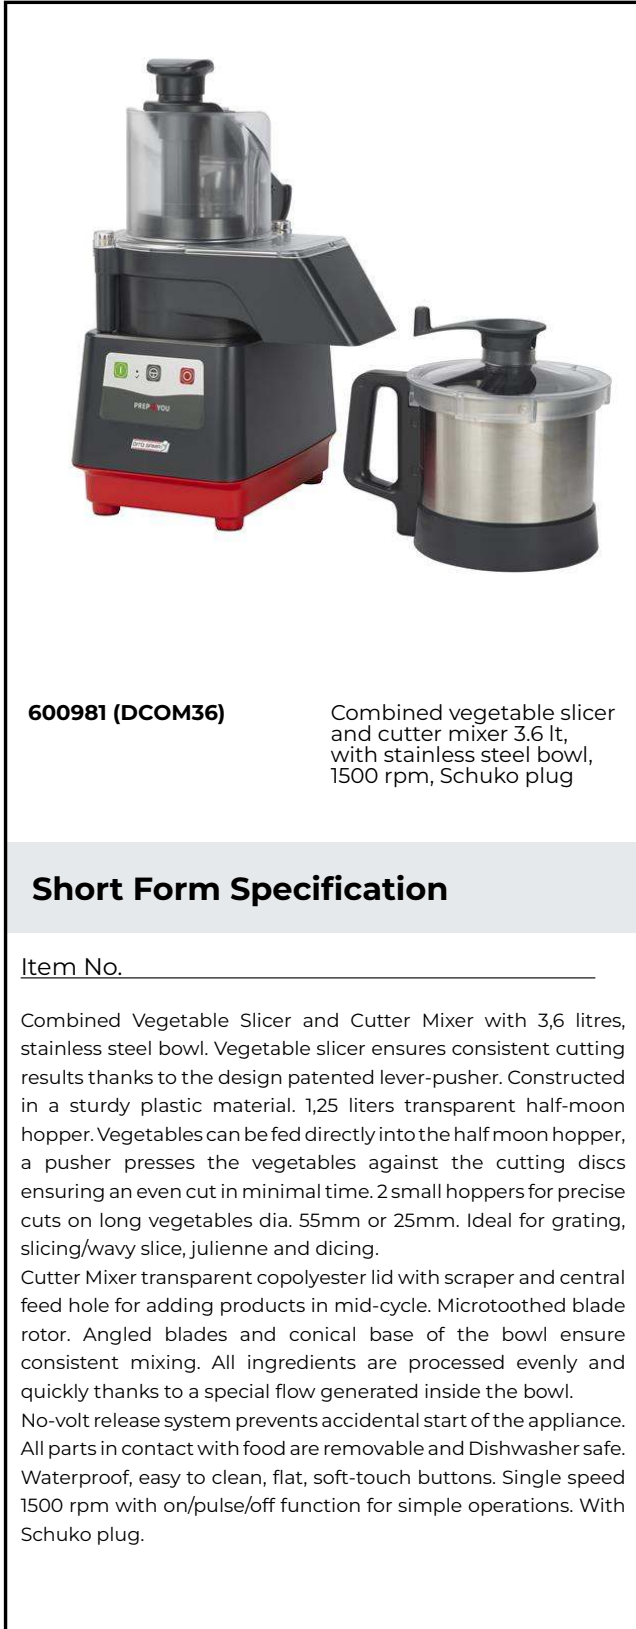 PREP YOU
DITO SAMA
600981 (DCOM36)
Combined vegetable slicer
and cutter mixer 3.6 lt,
with stainless steel bowl,
1500 rpm, Schuko plug
Short Form Specification
Item No.
Combined Vegetable Slicer and Cutter Mixer with 3,6 litres,
stainless steel bowl. Vegetable slicer ensures consistent cutting
results thanks to the design patented lever-pusher. Constructed
in a sturdy plastic material. 1,25 liters transparent half-moon
hopper. Vegetables can be fed directly into the half moon hopper,
a pusher presses the vegetables against the cutting discs
ensuring an even cut in minimal time. 2 small hoppers for precise
cuts on long vegetables dia. 55mm or 25mm. Ideal for grating,
slicing/wavy slice, julienne and dicing.
Cutter Mixer transparent copolyester lid with scraper and central
feed hole for adding products in mid-cycle. Microtoothed blade
rotor. Angled blades and conical base of the bowl ensure
consistent mixing. All ingredients are processed evenly and
quickly thanks to a special flow generated inside the bowl.
No-volt release system prevents accidental start of the appliance.
All parts in contact with food are removable and Dishwasher safe.
Waterproof, easy to clean, flat, soft-touch buttons. Single speed
1500 rpm with on/pulse/off function for simple operations. With
Schuko plug.